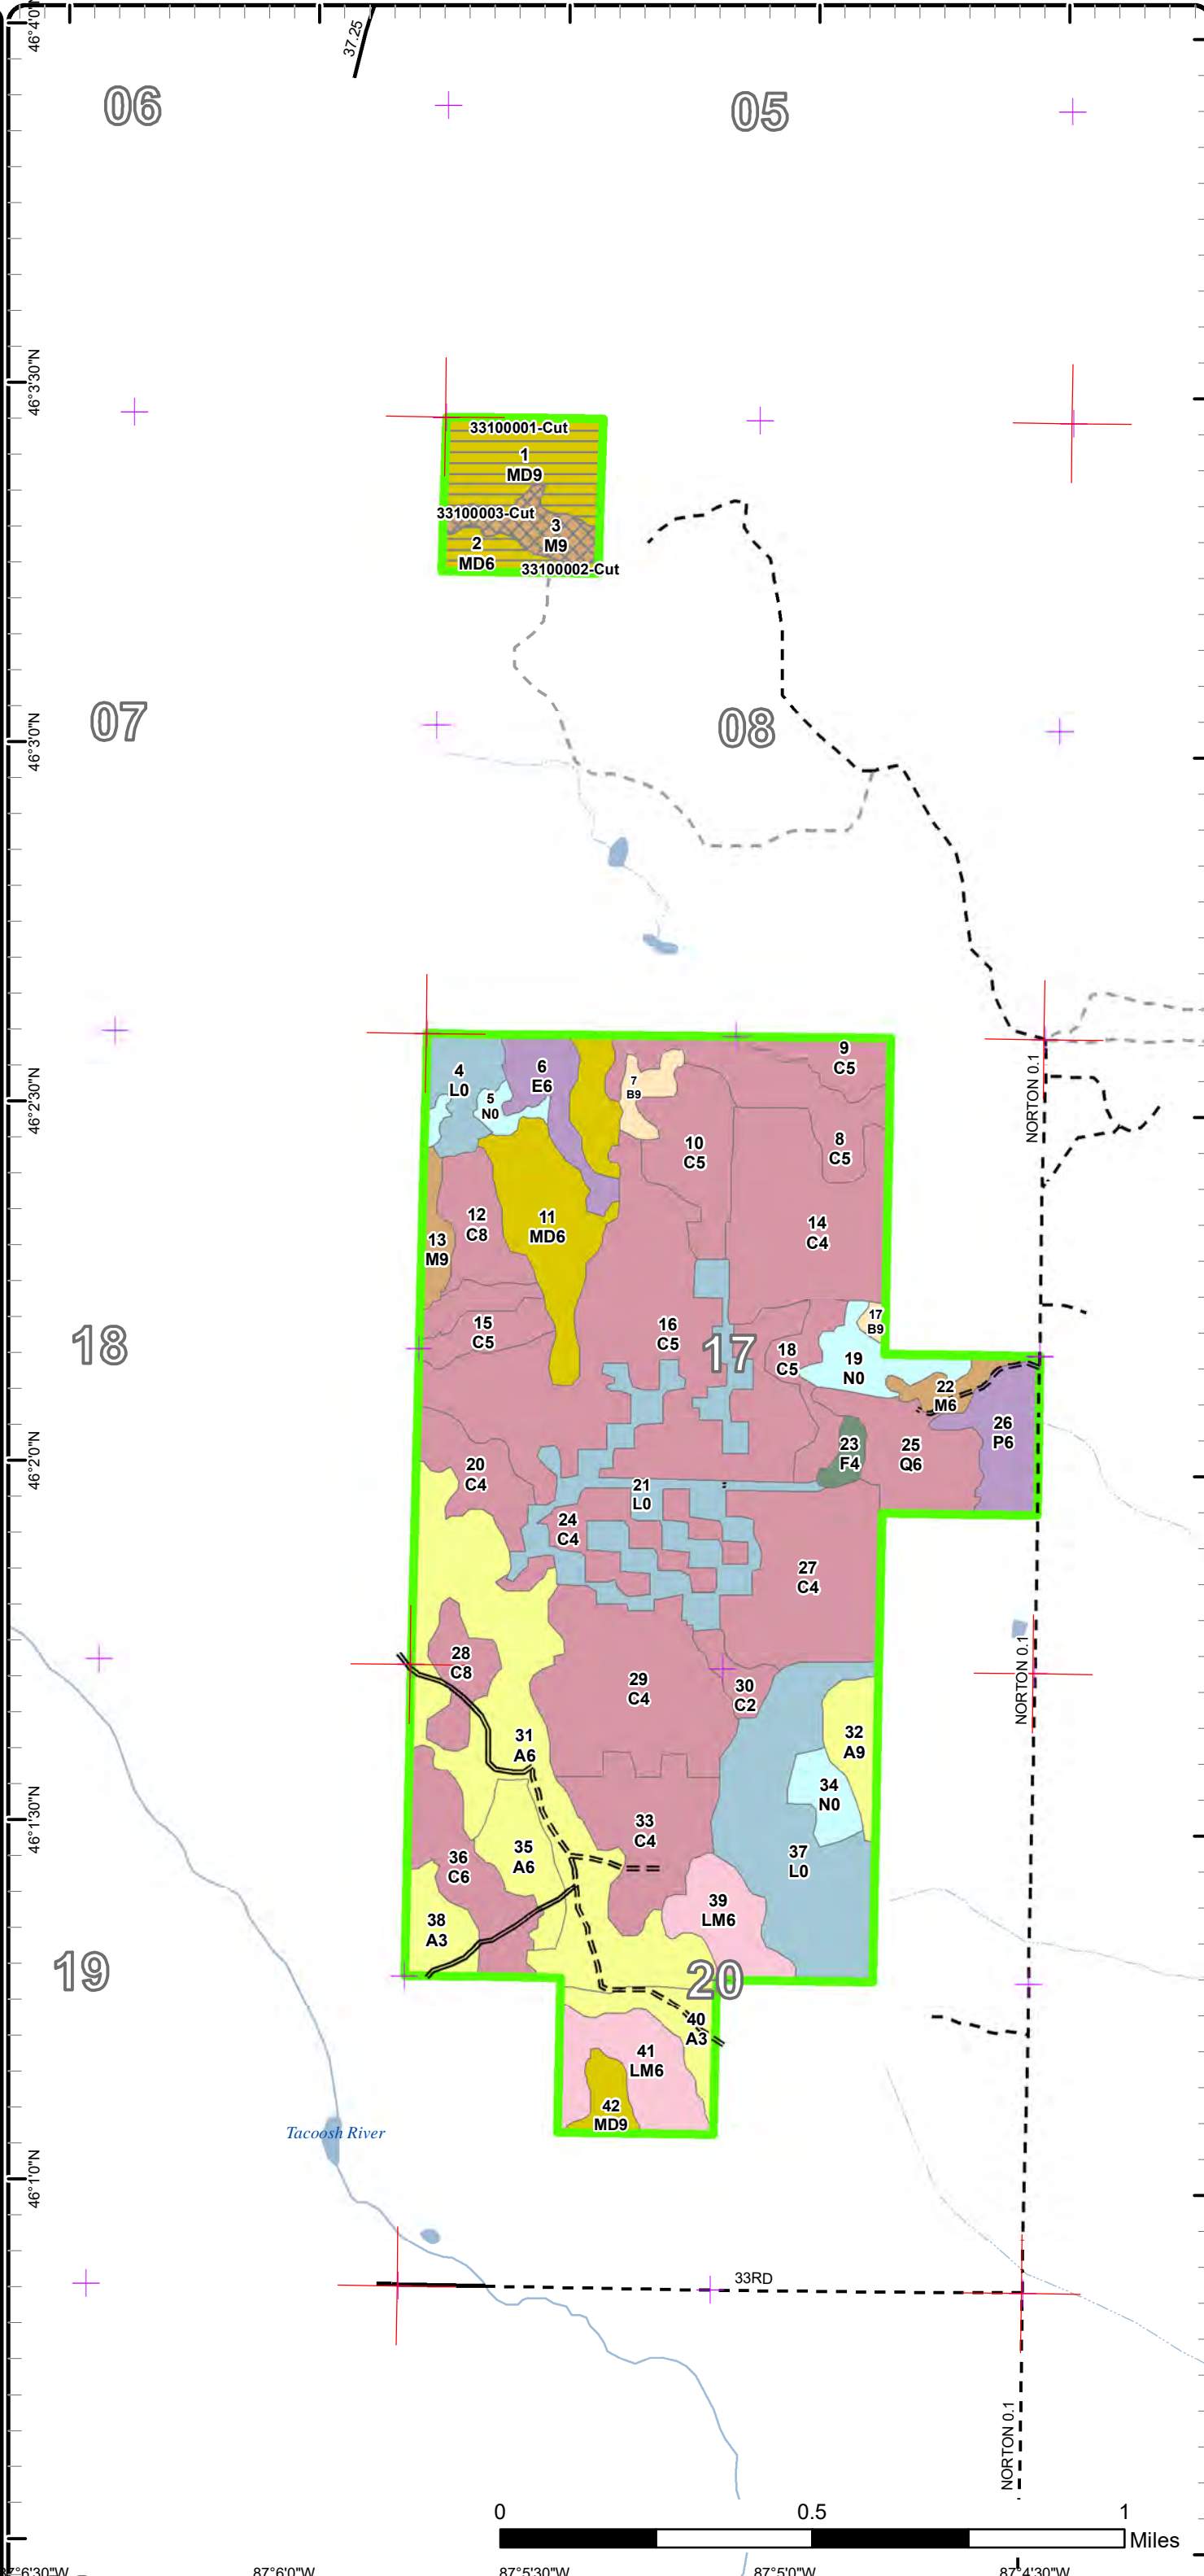 46°4'0"N
37.25
06
05
46°3'30"N
33100001-Cut
1
MD9
33100003-Cut
3
M9
2
MD6
33100002-Cut
07
46°3'0"N
08
46°2'30"N
4
L0
5
N0
6
E6
7
B9
9
C5
NORTON 0.1
10
C5
8
C5
12
C8
11
MD6
13
M9
14
C4
15
C5
16
C5
17
B9
18
17
18
C5
19
N0
22
M6
26
P6
46°2'0"N
20
C4
23
F4
25
Q6
21
L0
24
C4
27
C4
28
C8
29
C4
30
C2
NORTON 0.1
31
A6
32
A9
34
N0
46°1'30"N
33
C4
35
A6
36
C6
37
L0
38
A3
39
LM6
19
20
40
A3
41
LM6
42
MD9
Tacoosh River
46°1'0"N
33RD
NORTON 0.1
0
0.5
1
Miles
87°6'30"W
87°6'0"W
87°5'30"W
87°5'0"W
87°4'30"W